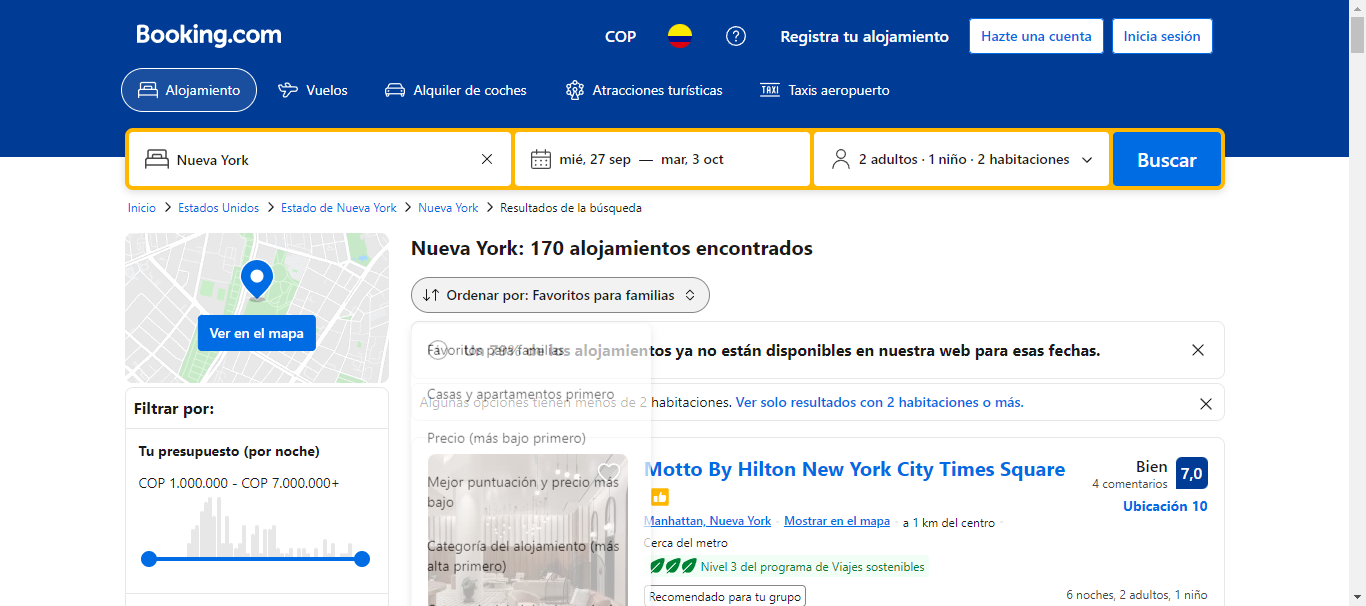 Booking.com
COP
Registra tu alojamiento
Hazte una cuenta
Inicia sesión
Alojamiento
Vuelos
Alquiler de coches
Atracciones turísticas
TAXI
Taxis aeropuerto
Nueva York
mié, 27 sep — mar, 3 oct
2 adultos · 1 niño · 2 habitaciones
Buscar
Inicio > Estados Unidos > Estado de Nueva York > Nueva York > Resultados de la búsqueda
Ver en el mapa
Filtrar por:
Tu presupuesto (por noche)
COP 1.000.000 - COP 7.000.000+
Nueva York: 170 alojamientos encontrados
Ordenar por: Favoritos para familias
Favoritos para familias
Casas y apartamentos primero
Precio (más bajo primero)
Mejor puntuación y precio más
bajo
Categoría del alojamiento (más
alta primero)
de los alojamientos ya no están disponibles en nuestra web para esas fechas.
Algunas opciones tienen menos de 2 habitaciones. Ver solo resultados con 2 habitaciones o más.
Motto By Hilton New York City Times Square
Manhattan, Nueva York · Mostrar en el mapa · a 1 km del centro ·
Cerca del metro
Nivel 3 del programa de Viajes sostenibles
Recomendado para tu grupo
Bien
4 comentarios
7,0
Ubicación 10
6 noches, 2 adultos, 1 niño